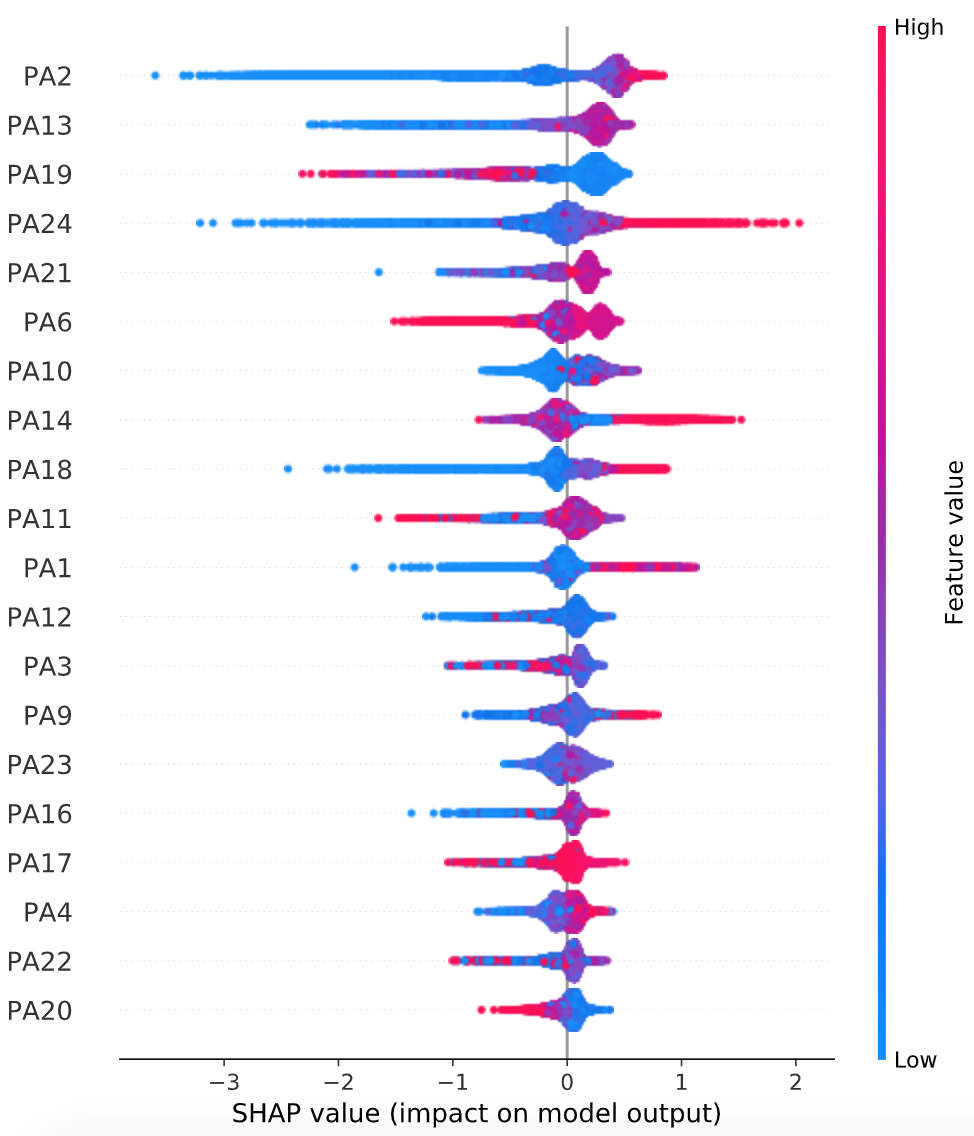 High
PA2
PA13
PA19
PA24
PA21
PA6
PA10
PA14
PA18
PA11
PA1
PA12
PA3
PA9
PA23
PA16
PA17
PA4
PA22
PA20
Feature value
Low
−3 −2 −1 0 1 2
SHAP value (impact on model output)